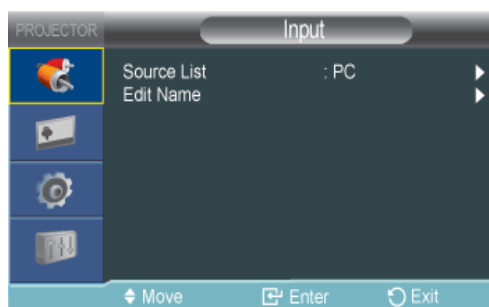 PROJECTOR Input
Source List : PC
Edit Name
Move Enter Exit